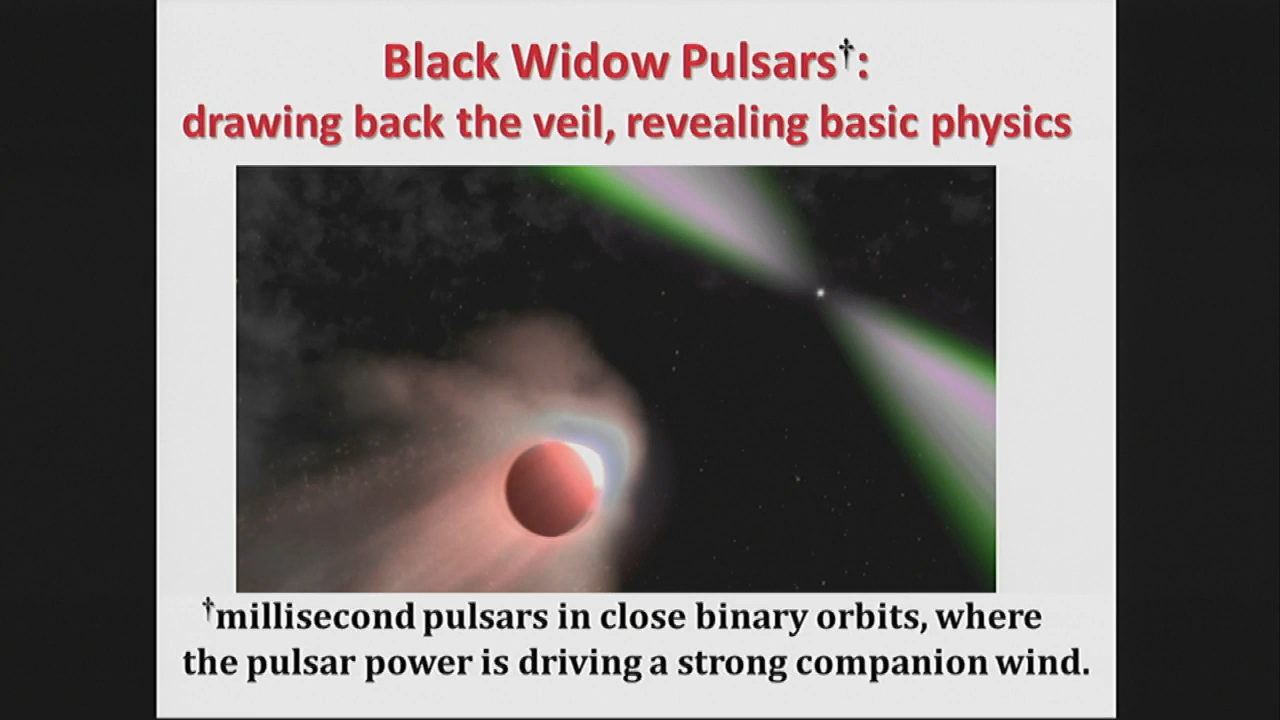 Black Widow Pulsars†:
drawing back the veil, revealing basic physics
†millisecond pulsars in close binary orbits, where
the pulsar power is driving a strong companion wind.